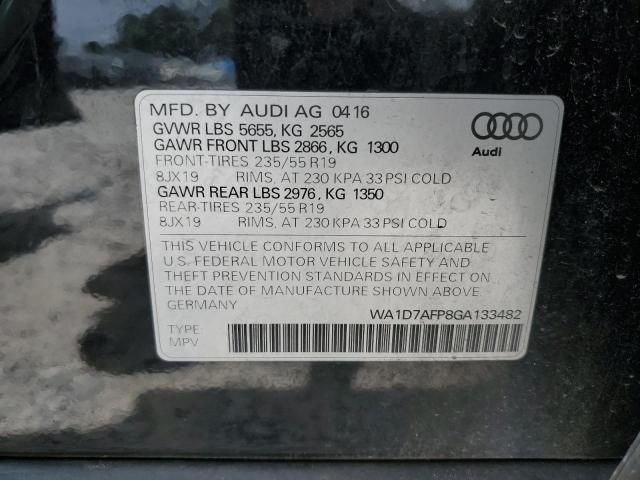 MFD. BY AUDI AG 0416
GVWR LBS 5655, KG 2565
GAWR FRONT LBS 2866, KG 1300
FRONT-TIRES 235/55 R19
8JX19 RIMS, AT 230 KPA 33 PSI COLD
GAWR REAR LBS 2976, KG 1350
REAR-TIRES 235/55 R19
8JX19 RIMS, AT 230 KPA 33 PSI COLD
Audi
THIS VEHICLE CONFORMS TO ALL APPLICABLE
U.S. FEDERAL MOTOR VEHICLE SAFETY AND
THEFT PREVENTION STANDARDS IN EFFECT ON
THE DATE OF MANUFACTURE SHOWN ABOVE.
GERMANY
WA1D7AFP8GA133482
TYPE:
MPV